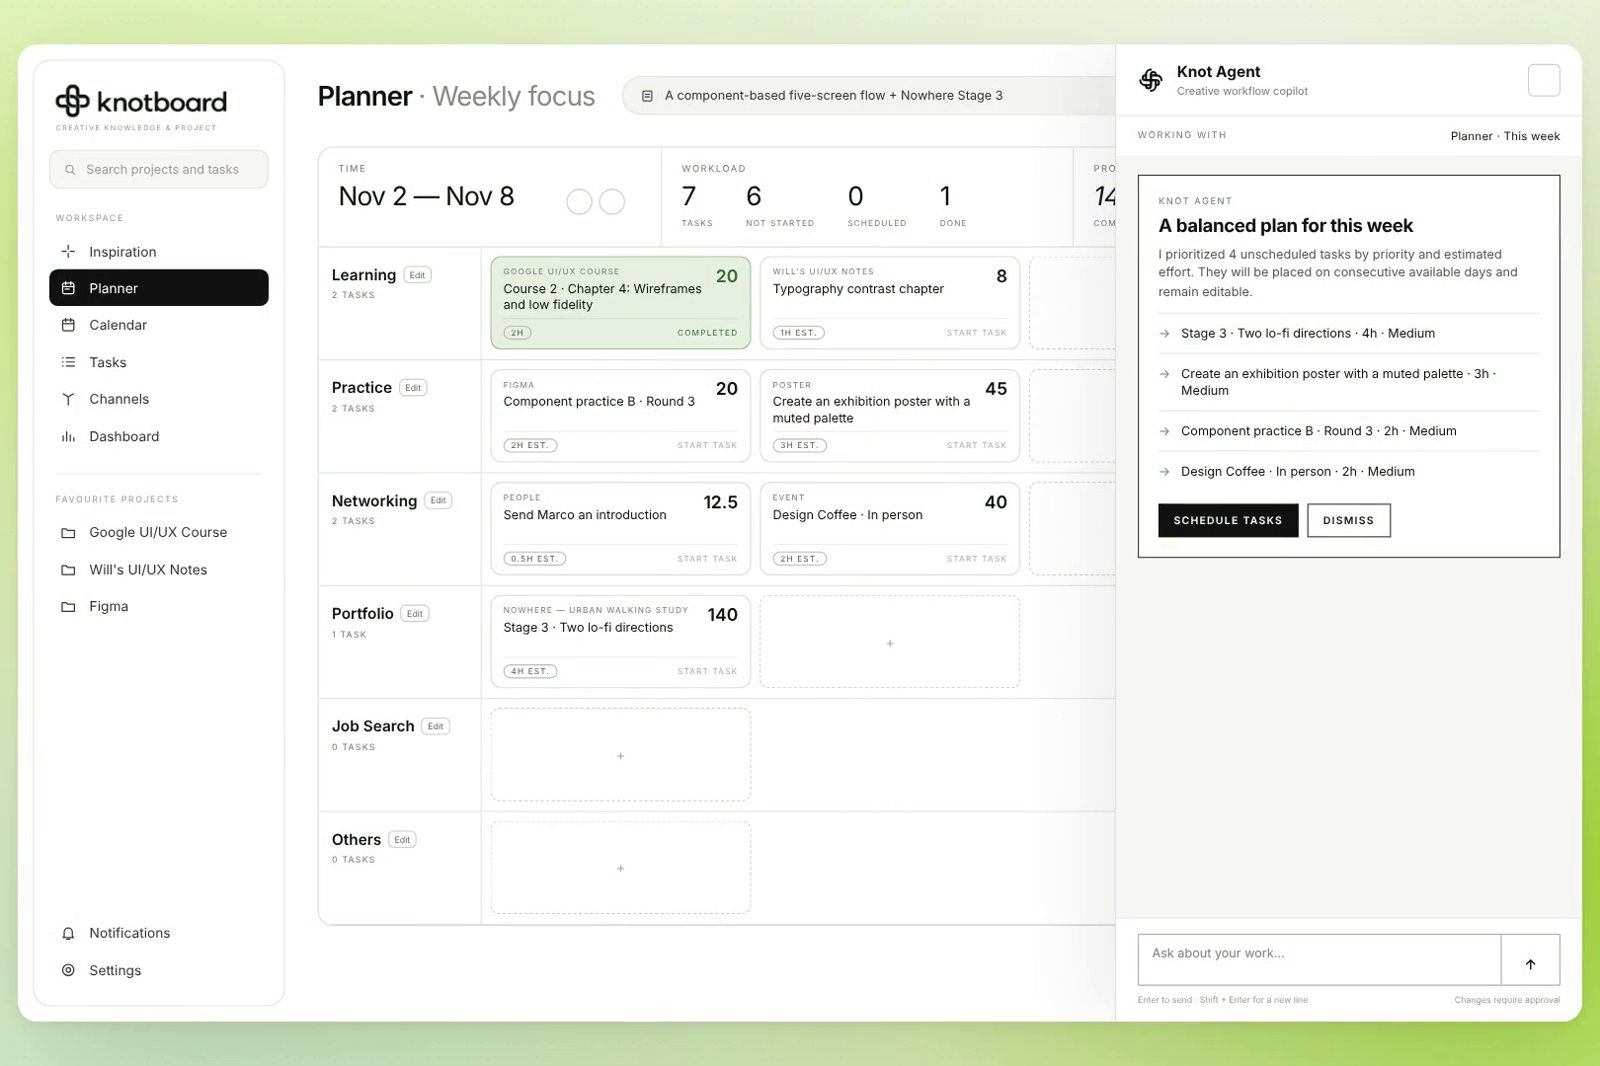 knotboard
CREATIVE KNOWLEDGE & PROJECT
Search projects and tasks
WORKSPACE
Inspiration
Planner
Calendar
Tasks
Channels
Dashboard
FAVOURITE PROJECTS
Google UI/UX Course
Will's UI/UX Notes
Figma
Notifications
Settings
Planner · Weekly focus
A component-based five-screen flow + Nowhere Stage 3
TIME
Nov 2 — Nov 8
WORKLOAD
7 6 0 1
TASKS NOT STARTED SCHEDULED DONE
Learning Edit
2 TASKS
GOOGLE UI/UX COURSE 20
Course 2 · Chapter 4: Wireframes
and low fidelity
2H COMPLETED
WILL'S UI/UX NOTES 8
Typography contrast chapter
1H EST. START TASK
Practice Edit
2 TASKS
FIGMA 20
Component practice B · Round 3
2H EST. START TASK
POSTER 45
Create an exhibition poster with a
muted palette
3H EST. START TASK
Networking Edit
2 TASKS
PEOPLE 12.5
Send Marco an introduction
0.5H EST. START TASK
EVENT 40
Design Coffee · In person
2H EST. START TASK
Portfolio Edit
1 TASK
NOWHERE — URBAN WALKING STUDY 140
Stage 3 · Two lo-fi directions
4H EST. START TASK
+
Job Search Edit
0 TASKS
+
Others Edit
0 TASKS
+
Knot Agent
Creative workflow copilot
WORKING WITH Planner · This week
KNOT AGENT
A balanced plan for this week
I prioritized 4 unscheduled tasks by priority and estimated
effort. They will be placed on consecutive available days and
remain editable.
→ Stage 3 · Two lo-fi directions · 4h · Medium
→ Create an exhibition poster with a muted palette · 3h ·
Medium
→ Component practice B · Round 3 · 2h · Medium
→ Design Coffee · In person · 2h · Medium
SCHEDULE TASKS DISMISS
Ask about your work...
Enter to send · Shift + Enter for a new line
Changes require approval